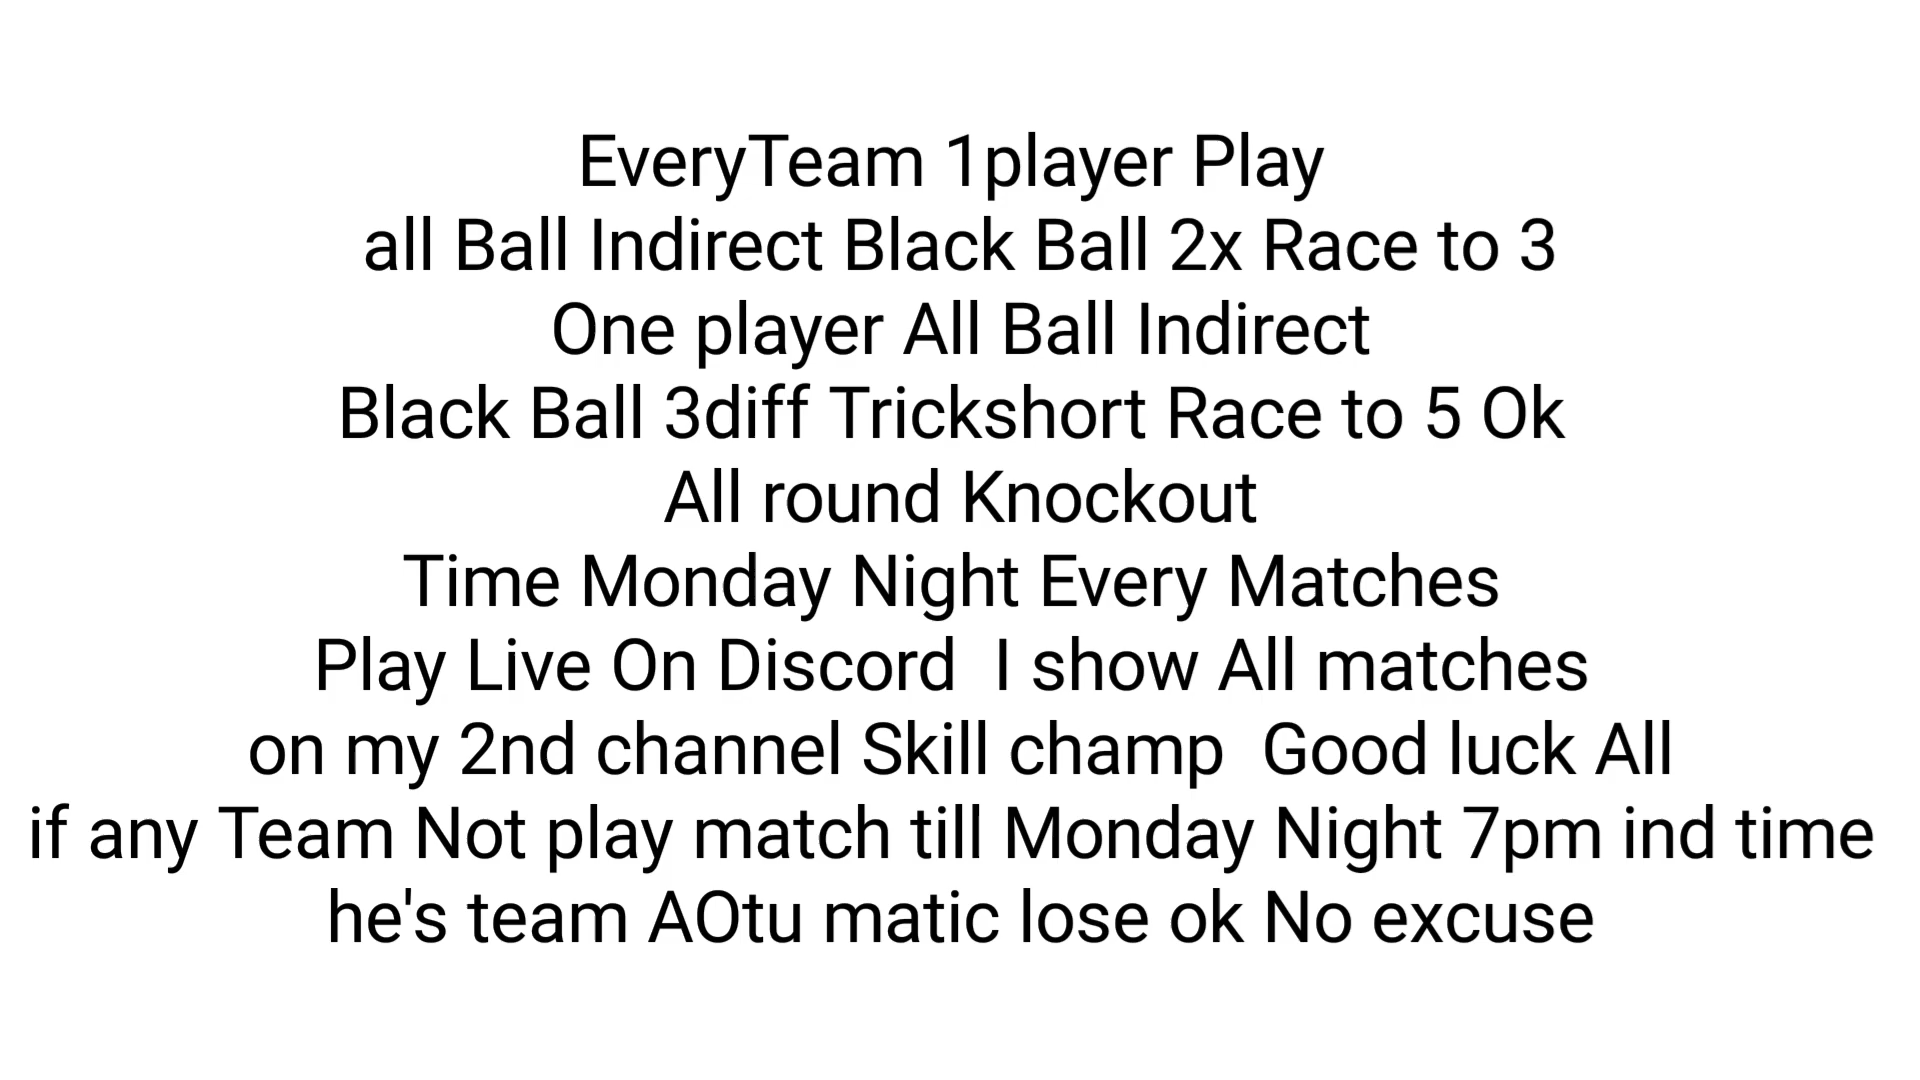 EveryTeam 1player Play
all Ball Indirect Black Ball 2x Race to 3
One player All Ball Indirect
Black Ball 3diff Trickshort Race to 5 Ok
All round Knockout
Time Monday Night Every Matches
Play Live On Discord  I show All matches
on my 2nd channel Skill champ  Good luck All
if any Team Not play match till Monday Night 7pm ind time
he's team AOtu matic lose ok No excuse